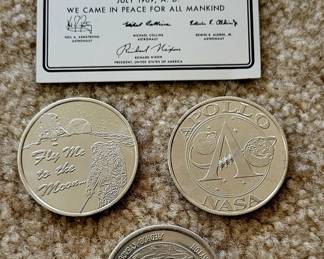 JULY 1969, A. D.
WE CAME IN PEACE FOR ALL MANKIND
NEIL A. ARMSTRONG
ASTRONAUT
MICHAEL COLLINS
ASTRONAUT
EDWIN E. ALDRIN, JR.
ASTRONAUT
RICHARD NIXON
PRESIDENT, UNITED STATES OF AMERICA
Fly Me
to the
Moon
APOLLO
NASA